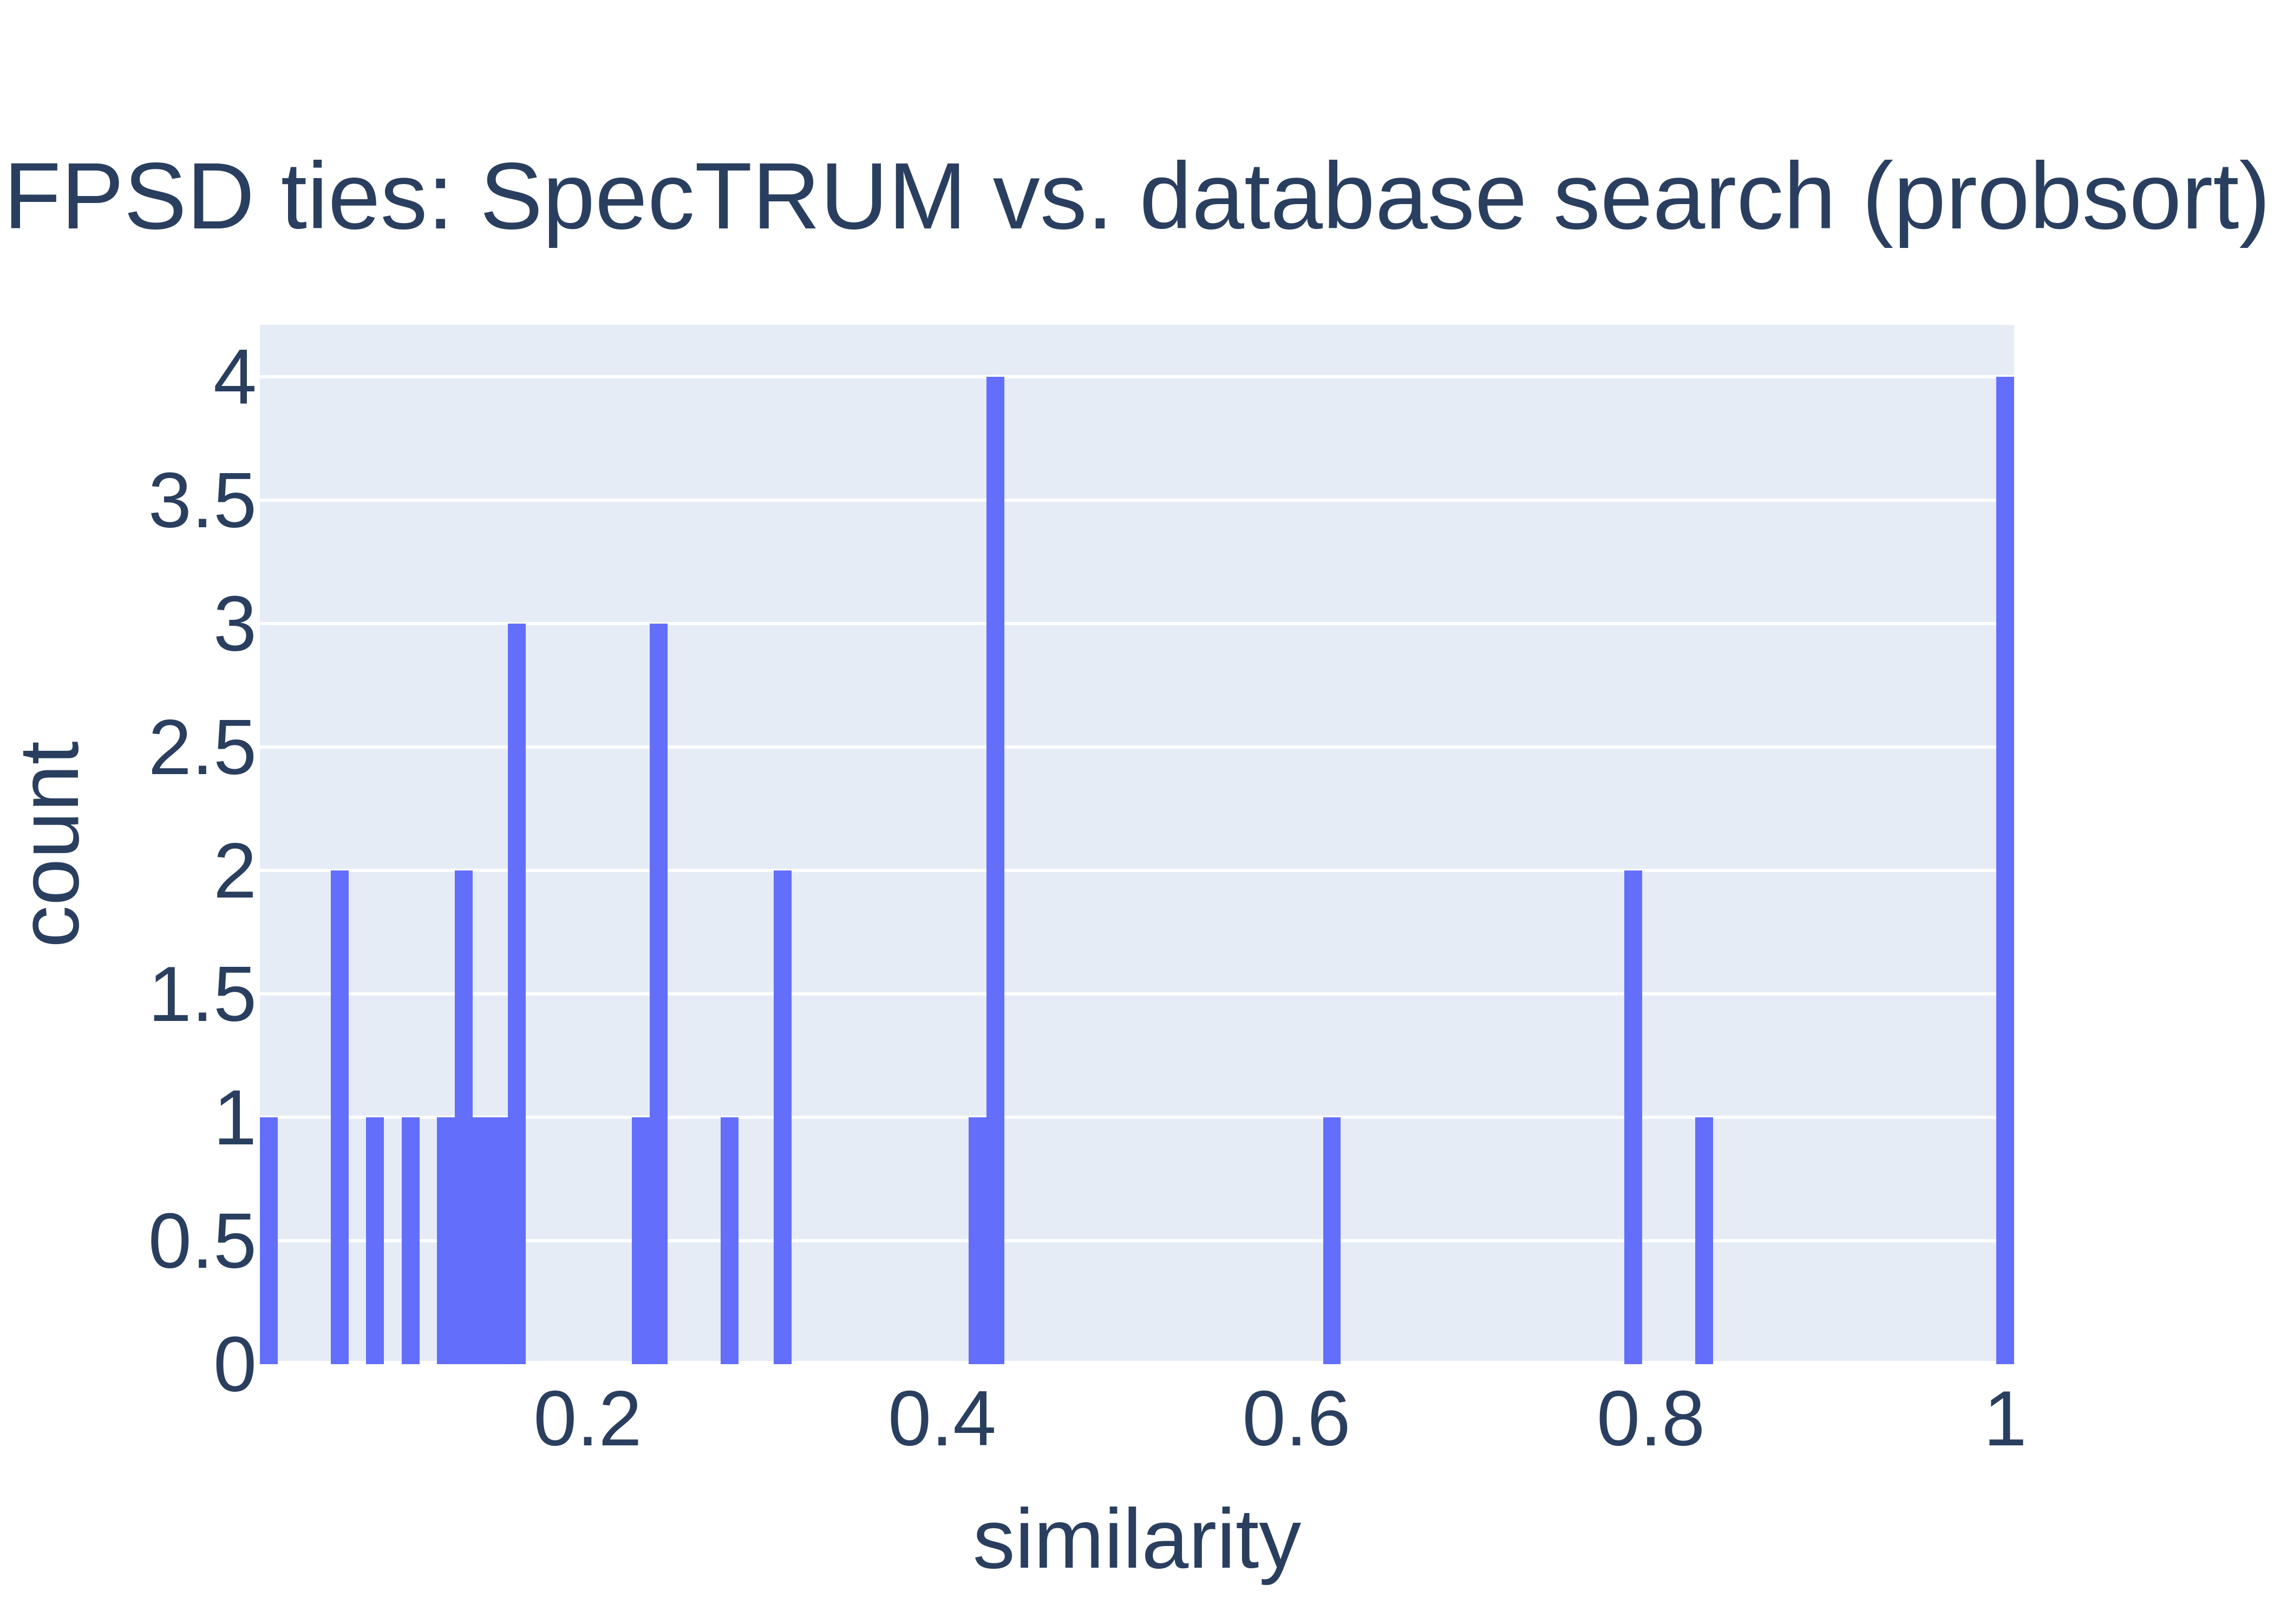 FPSD ties: SpecTRUM vs. database search (probsort)
4
3.5
3
2.5
2
1.5
1
0.5
0
count
0.2 0.4 0.6 0.8 1
similarity